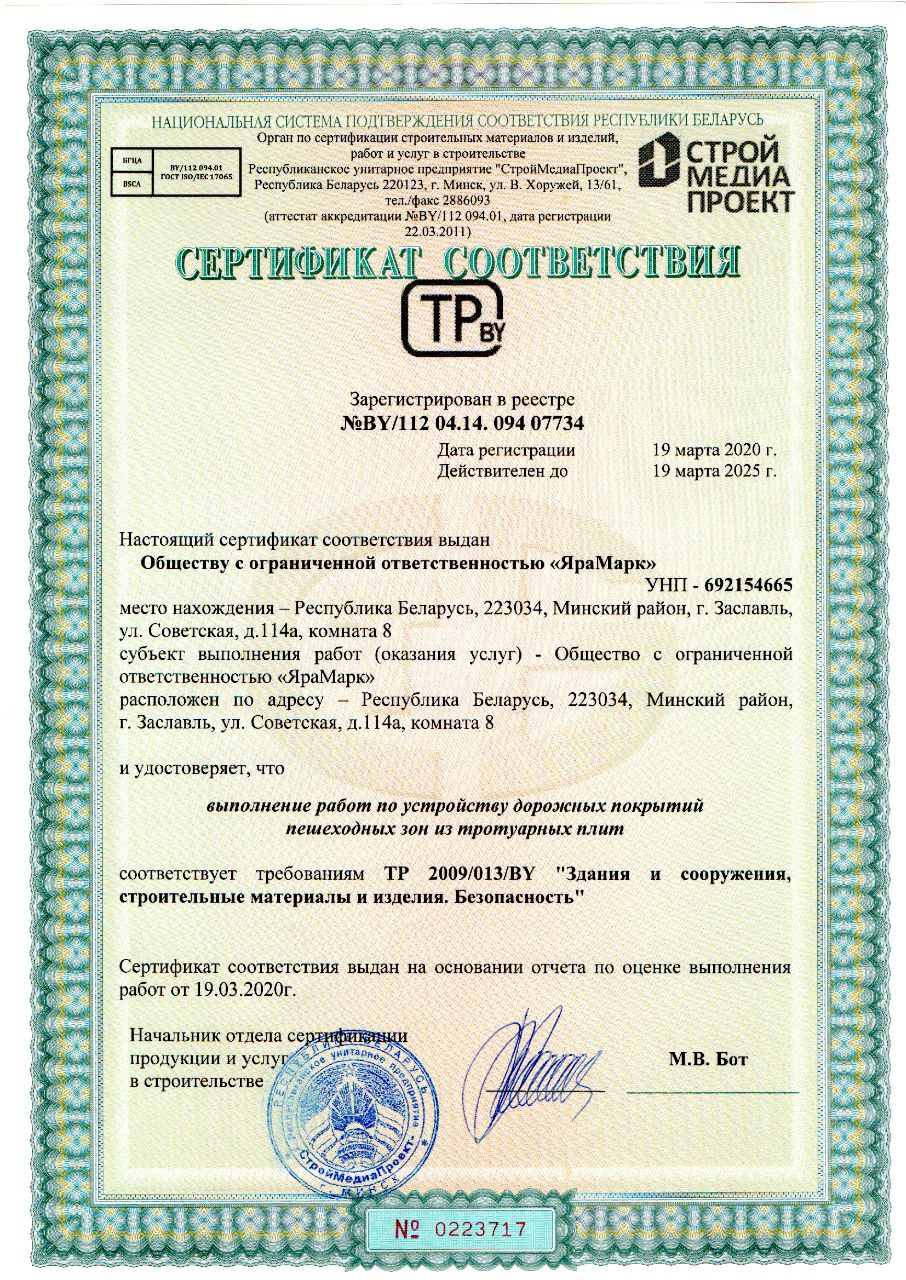 НАЦИОНАЛЬНАЯ СИСТЕМА ПОДТВЕРЖДЕНИЯ СООТВЕТСТВИЯ РЕСПУБЛИКИ БЕЛАРУСЬ
Орган по сертификации строительных материалов и изделий,
работ и услуг в строительстве
Республиканское унитарное предприятие "СтройМедиаПроект",
Республика Беларусь 220123, г. Минск, ул. В. Хоружей, 13/61,
тел./факс 2886093
(аттестат аккредитации №BY/112 094.01, дата регистрации
22.03.2011)
БГЦА
BSCA
BY/112 094.01
ГОСТ ISO/IEC 17065
СТРОЙ
МЕДИА
ПРОЕКТ
СЕРТИФИКАТ СООТВЕТСТВИЯ
ТР BY
Зарегистрирован в реестре
№BY/112 04.14. 094 07734
Дата регистрации 19 марта 2020 г.
Действителен до 19 марта 2025 г.
Настоящий сертификат соответствия выдан
Обществу с ограниченной ответственностью «ЯраМарк»
УНП - 692154665
место нахождения – Республика Беларусь, 223034, Минский район, г. Заславль,
ул. Советская, д.114а, комната 8
субъект выполнения работ (оказания услуг) - Общество с ограниченной
ответственностью «ЯраМарк»
расположен по адресу – Республика Беларусь, 223034, Минский район,
г. Заславль, ул. Советская, д.114а, комната 8
и удостоверяет, что
выполнение работ по устройству дорожных покрытий
пешеходных зон из тротуарных плит
соответствует требованиям ТР 2009/013/BY "Здания и сооружения,
строительные материалы и изделия. Безопасность"
Сертификат соответствия выдан на основании отчета по оценке выполнения
работ от 19.03.2020г.
Начальник отдела сертификации
продукции и услуг
в строительстве
М.В. Бот
РЕСПУБЛИКА БЕЛАРУСЬ
Республиканское унитарное предприятие
"СтройМедиаПроект"
г. МИНСК
№ 0223717